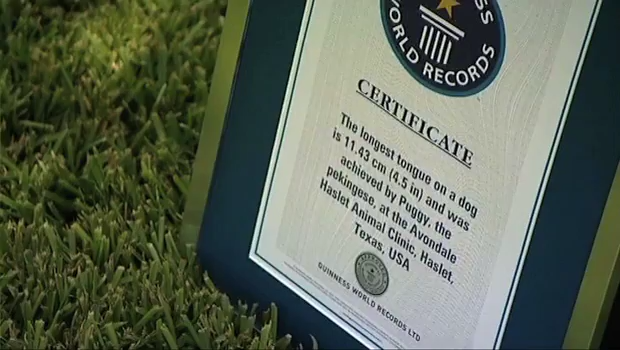 ESS
WORLD RECORDS
CERTIFICATE
The longest tongue on a dog
is 11.43 cm (4.5 in) and was
achieved by Puggy, the
pekingese, at the Avondale
Haslet Animal Clinic, Haslet,
Texas, USA
GUINNESS WORLD RECORDS LTD